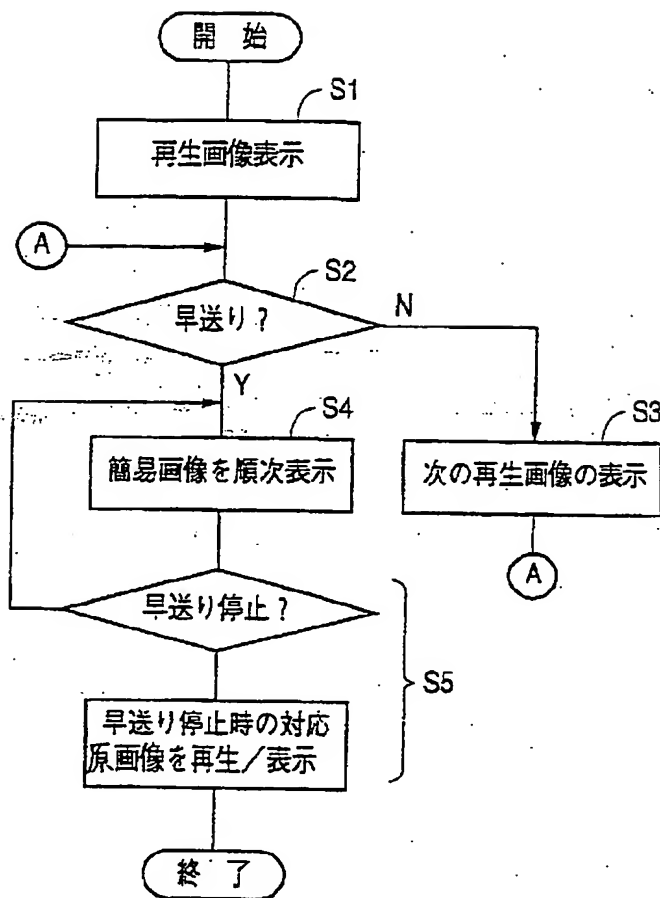 開始
S1
再生画像表示
A
S2
早送り?
N
Y
S4
S3
簡易画像を順次表示
次の再生画像の表示
A
早送り停止?
S5
早送り停止時の対応
原画像を再生/表示
終了